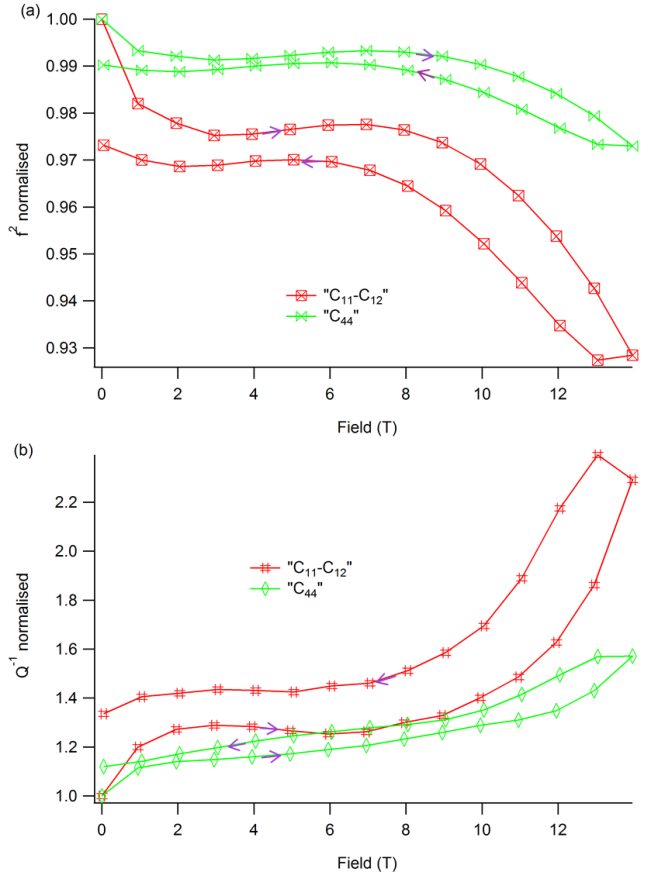 (a)
1.00
0.99
0.98
0.97
0.96
0.95
0.94
0.93
f² normalised
"C₁₁-C₁₂"
"C₄₄"
0 2 4 6 8 10 12
Field (T)
(b)
2.2
2.0
1.8
1.6
1.4
1.2
1.0
Q⁻¹ normalised
"C₁₁-C₁₂"
"C₄₄"
0 2 4 6 8 10 12
Field (T)